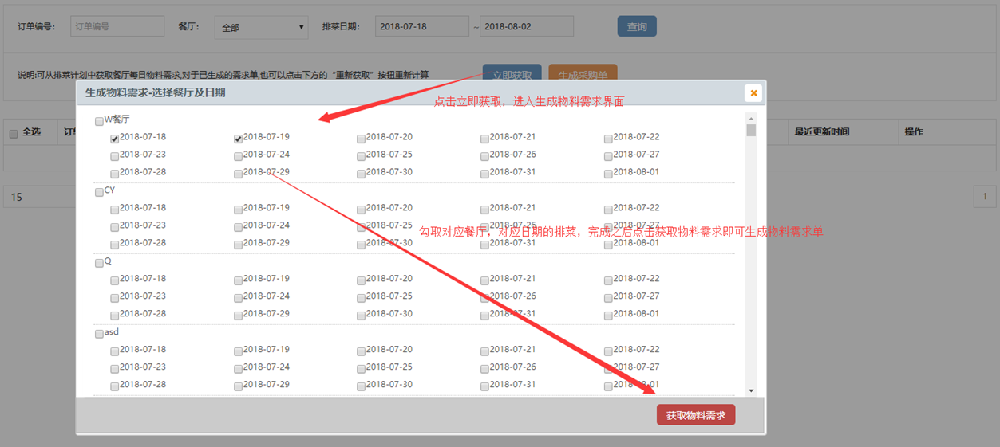 订单编号: 订单编号 餐厅: 全部 排菜日期: 2018-07-18 ~ 2018-08-02 查询
说明:可从排菜计划中获取餐厅每日物料需求,对于已生成的需求单,也可以点击下方的“重新获取”按钮重新计算 立即获取 生成采购单
生成物料需求-选择餐厅及日期
点击立即获取，进入生成物料需求界面
全选 最近更新时间 操作
W餐厅
2018-07-18 2018-07-19 2018-07-20 2018-07-21 2018-07-22
2018-07-23 2018-07-24 2018-07-25 2018-07-26 2018-07-27
2018-07-28 2018-07-29 2018-07-30 2018-07-31 2018-08-01
15 1
CY
2018-07-18 2018-07-19 2018-07-20 2018-07-21 2018-07-22
2018-07-23 2018-07-24 2018-07-25 2018-07-26 2018-07-27
勾取对应餐厅，对应日期的排菜，完成之后点击获取物料需求即可生成物料需求单
2018-07-28 2018-07-29 2018-07-30 2018-07-31 2018-08-01
Q
2018-07-18 2018-07-19 2018-07-20 2018-07-21 2018-07-22
2018-07-23 2018-07-24 2018-07-25 2018-07-26 2018-07-27
2018-07-28 2018-07-29 2018-07-30 2018-07-31 2018-08-01
asd
2018-07-18 2018-07-19 2018-07-20 2018-07-21 2018-07-22
2018-07-23 2018-07-24 2018-07-25 2018-07-26 2018-07-27
2018-07-28 2018-07-29 2018-07-30 2018-07-31 2018-08-01
获取物料需求